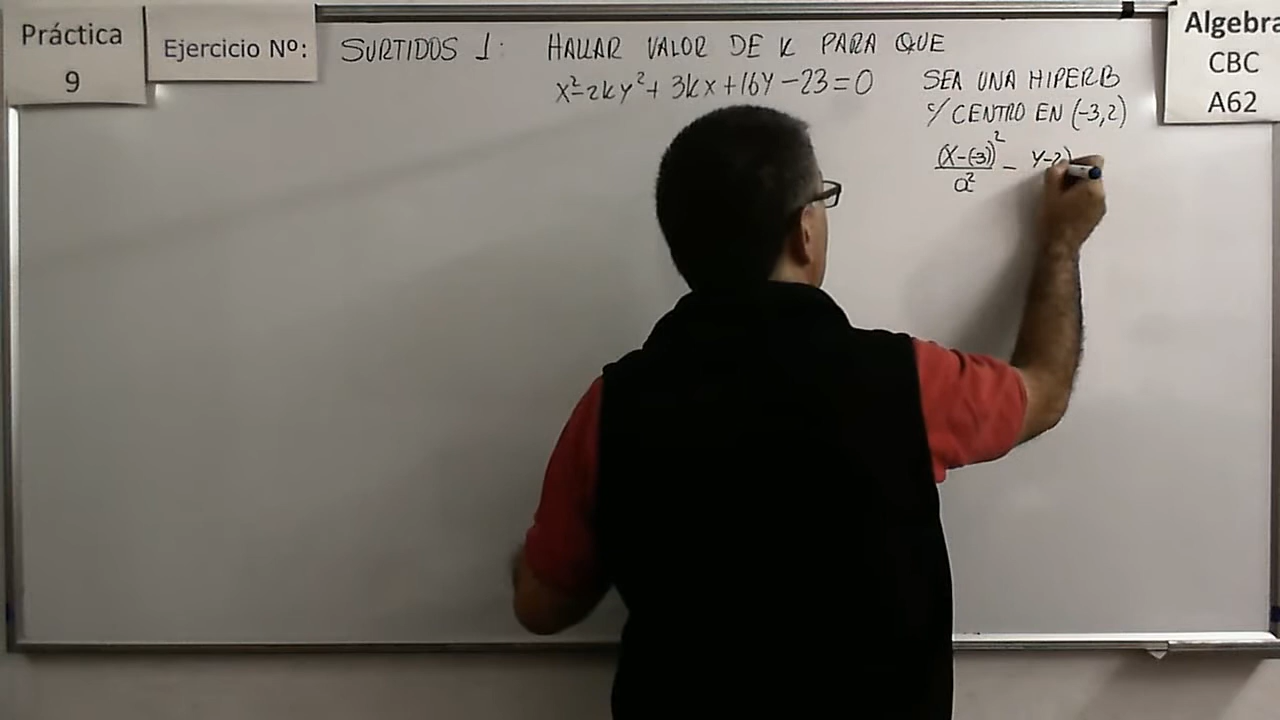 Práctica
9
Ejercicio Nº:
SURTIDOS 1: HALLAR VALOR DE K PARA QUE
x²-2ky²+3kx+16y-23=0 SEA UNA HIPERB
c/ CENTRO EN (-3,2)
(x-(-3))² - y-2)
a²
Algebra
CBC
A62